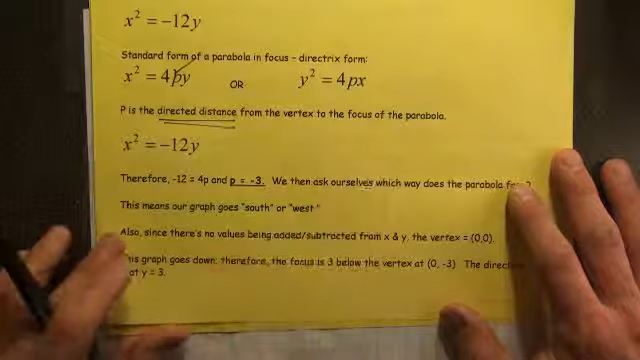 x² = -12y
Standard form of a parabola in focus - directrix form:
x² = 4py OR y² = 4px
P is the directed distance from the vertex to the focus of the parabola.
x² = -12y
Therefore, -12 = 4p and p = -3. We then ask ourselves which way does the parabola
This means our graph goes "south" or "west"
Also, since there's no values being added/subtracted from x & y, the vertex = (0,0).
This graph goes down; therefore, the focus is 3 below the vertex at (0, -3) The
at y = 3.